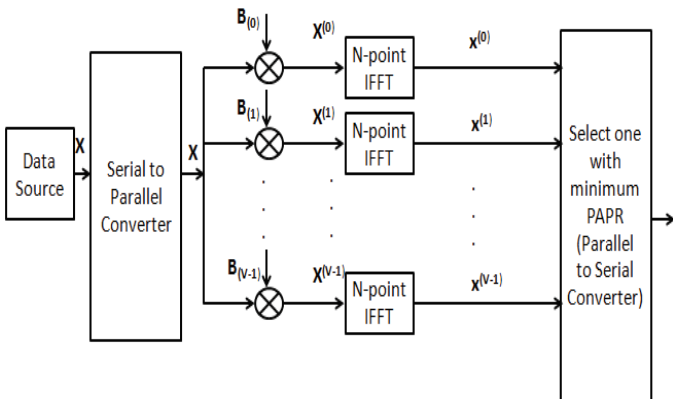 Data
Source
X
Serial to
Parallel
Converter
X
B(0)
X(0)
N-point
IFFT
x(0)
B(1)
X(1)
N-point
IFFT
x(1)
B(V-1)
X(V-1)
N-point
IFFT
x(V-1)
Select one
with
minimum
PAPR
(Parallel
to Serial
Converter)